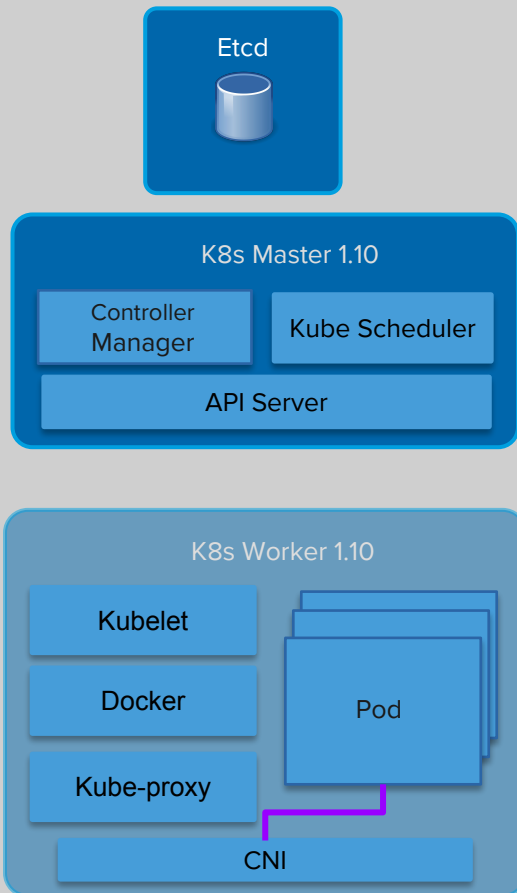 Etcd
K8s Master 1.10
Controller
Manager
Kube Scheduler
API Server
K8s Worker 1.10
Kubelet
Docker
Pod
Kube-proxy
CNI